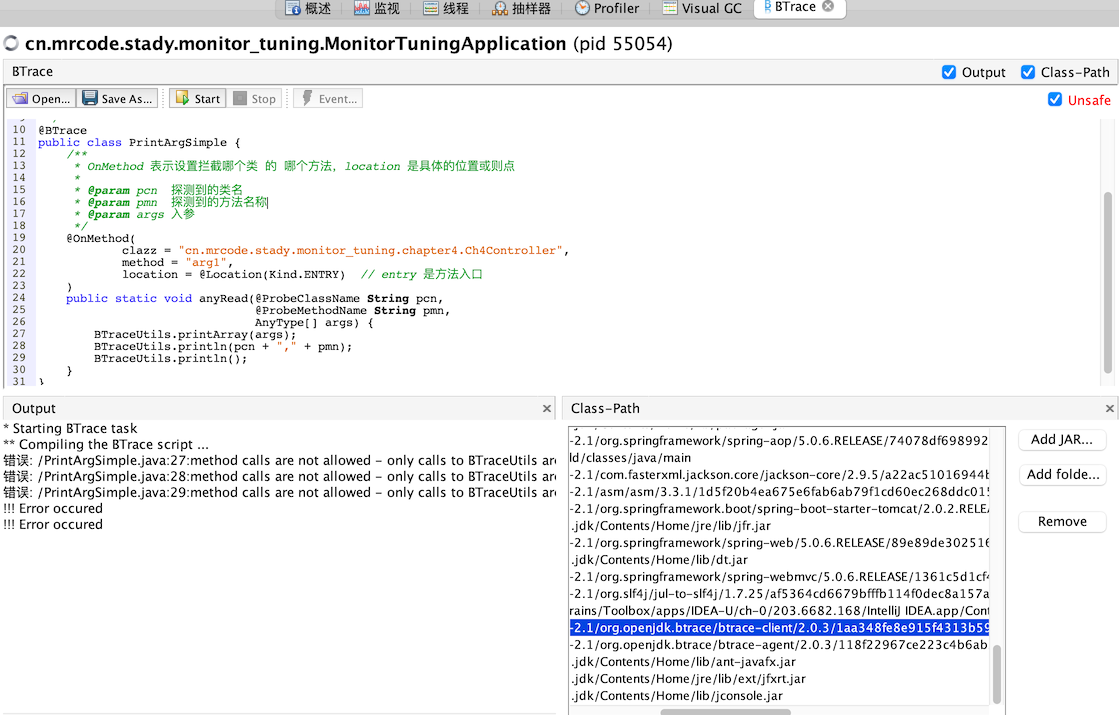 概述 监视 线程 抽样器 Profiler Visual GC BTrace
cn.mrcode.stady.monitor_tuning.MonitorTuningApplication (pid 55054)
BTrace Output Class-Path
Open... Save As... Start Stop Event... Unsafe
10 @BTrace
11 public class PrintArgSimple {
12 /**
13 * OnMethod 表示设置拦截哪个类 的 哪个方法, location 是具体的位置或则点
14 *
15 * @param pcn 探测到的类名
16 * @param pmn 探测到的方法名称
17 * @param args 入参
18 */
19 @OnMethod(
20 clazz = "cn.mrcode.stady.monitor_tuning.chapter4.Ch4Controller",
21 method = "arg1",
22 location = @Location(Kind.ENTRY) // entry 是方法入口
23 )
24 public static void anyRead(@ProbeClassName String pcn,
25 @ProbeMethodName String pmn,
26 AnyType[] args) {
27 BTraceUtils.printArray(args);
28 BTraceUtils.println(pcn + "," + pmn);
29 BTraceUtils.println();
30 }
31 }
Output
* Starting BTrace task
** Compiling the BTrace script ...
错误: /PrintArgSimple.java:27:method calls are not allowed - only calls to BTraceUtils are
错误: /PrintArgSimple.java:28:method calls are not allowed - only calls to BTraceUtils are
错误: /PrintArgSimple.java:29:method calls are not allowed - only calls to BTraceUtils are
!!! Error occured
!!! Error occured
Class-Path
-2.1/org.springframework/spring-aop/5.0.6.RELEASE/74078df698992
ld/classes/java/main
-2.1/com.fasterxml.jackson.core/jackson-core/2.9.5/a22ac51016944b
-2.1/asm/asm/3.3.1/1d5f20b4ea675e6fab6ab79f1cd60ec268ddc015
-2.1/org.springframework.boot/spring-boot-starter-tomcat/2.0.2.RELEA
.jdk/Contents/Home/jre/lib/jfr.jar
-2.1/org.springframework/spring-web/5.0.6.RELEASE/89e89de302516
.jdk/Contents/Home/lib/dt.jar
-2.1/org.springframework/spring-webmvc/5.0.6.RELEASE/1361c5d1cf4
-2.1/org.slf4j/jul-to-slf4j/1.7.25/af5364cd6679bfffb114f0dec8a157a
rains/Toolbox/apps/IDEA-U/ch-0/203.6682.168/IntelliJ IDEA.app/Cont
-2.1/org.openjdk.btrace/btrace-client/2.0.3/1aa348fe8e915f4313b59
-2.1/org.openjdk.btrace/btrace-agent/2.0.3/118f22967ce223c4b6ab
.jdk/Contents/Home/lib/ant-javafx.jar
.jdk/Contents/Home/jre/lib/ext/jfxrt.jar
.jdk/Contents/Home/lib/jconsole.jar
Add JAR...
Add folde...
Remove